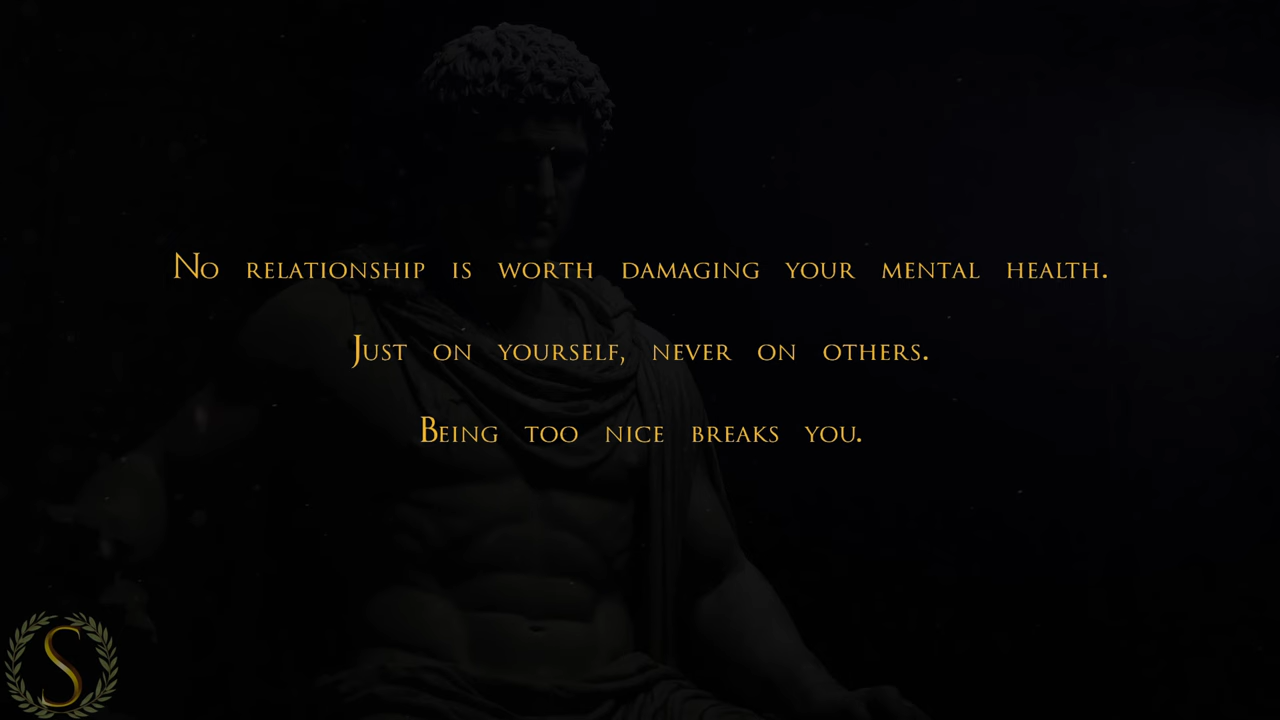 No relationship is worth damaging your mental health.
Just on yourself, never on others.
Being too nice breaks you.
S